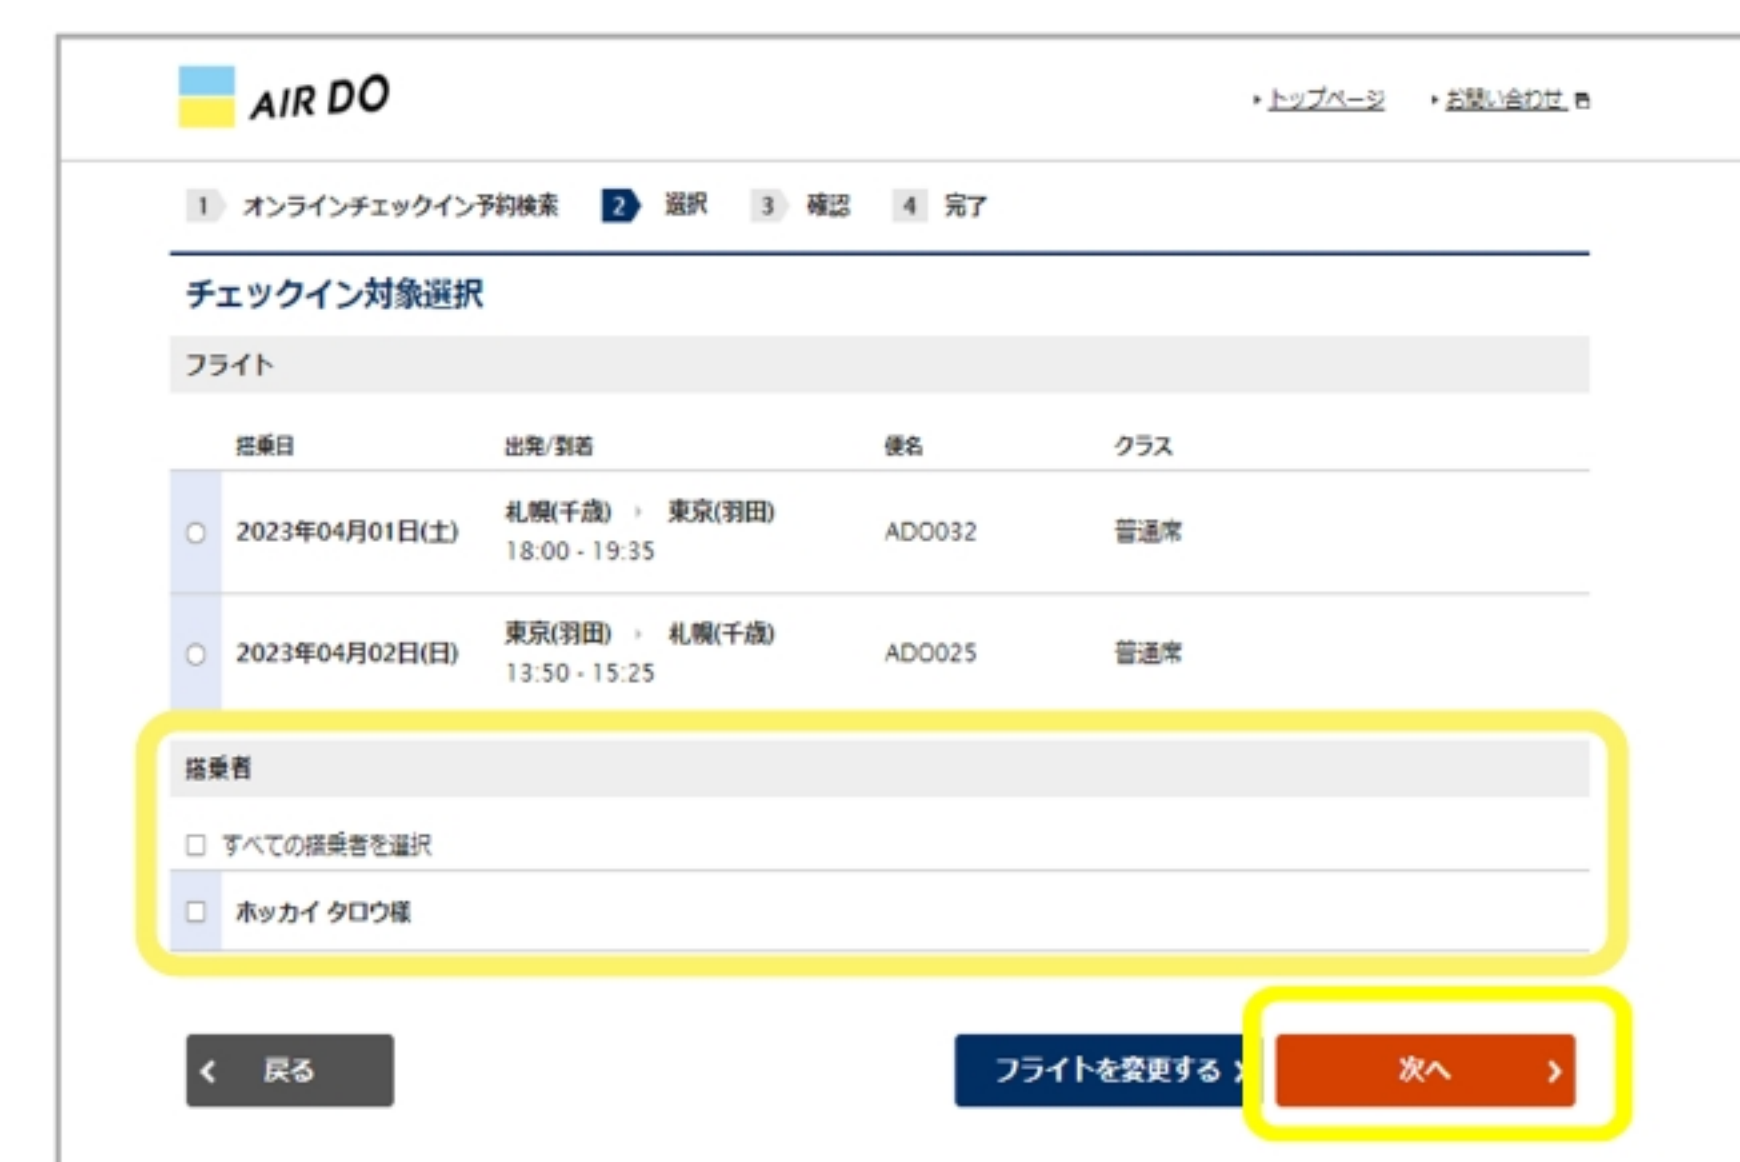 AIR DO
トップページ お問い合わせ
1 オンラインチェックイン予約検索 2 選択 3 確認 4 完了
チェックイン対象選択
フライト
搭乗日 出発/到着 便名 クラス
2023年04月01日(土) 札幌(千歳) 東京(羽田) ADO032 普通席
18:00 - 19:35
2023年04月02日(日) 東京(羽田) 札幌(千歳) ADO025 普通席
13:50 - 15:25
搭乗者
すべての搭乗者を選択
ホッカイ タロウ様
戻る フライトを変更する 次へ